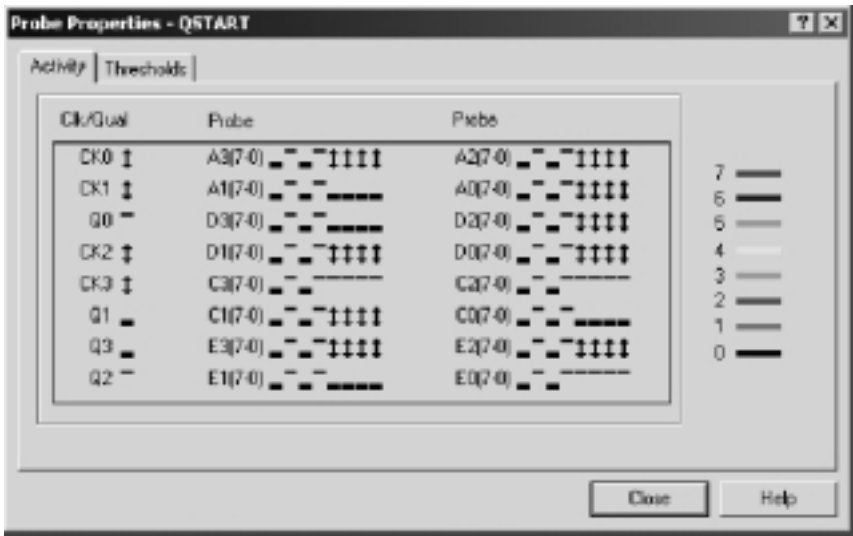 Probe Properties - QSTART
Activity Thresholds
Clk/Qual Probe Probe
CK0 A3(7-0) A2(7-0)
CK1 A1(7-0) A0(7-0)
Q0 D3(7-0) D2(7-0)
CK2 D1(7-0) D0(7-0)
CK3 C3(7-0) C2(7-0)
Q1 C1(7-0) C0(7-0)
Q3 E3(7-0) E2(7-0)
Q2 E1(7-0) E0(7-0)
7
6
5
4
3
2
1
0
Close Help